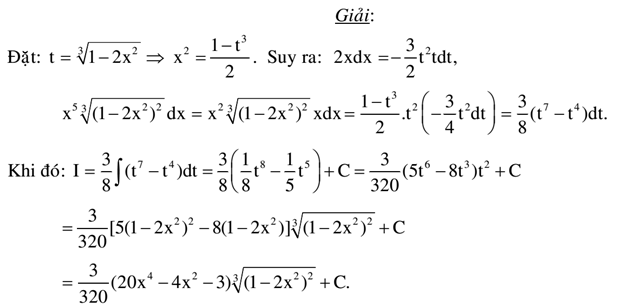 Giải:
Đặt: t = ∛(1−2x²) ⇒ x² = (1−t³)/2 . Suy ra: 2xdx = −(3/2)t²tdt,
x⁵∛((1−2x²)²) dx = x²∛((1−2x²)²) xdx = (1−t³)/2 .t²(−(3/4)t²dt) = (3/8)(t⁷ − t⁴)dt.
Khi đó: I = (3/8)∫(t⁷ − t⁴)dt = (3/8)((1/8)t⁸ − (1/5)t⁵) + C = (3/320)(5t⁶ − 8t³)t² + C
= (3/320)[5(1−2x²)² − 8(1−2x²)]∛((1−2x²)²) + C
= (3/320)(20x⁴ − 4x² − 3)∛((1−2x²)²) + C.